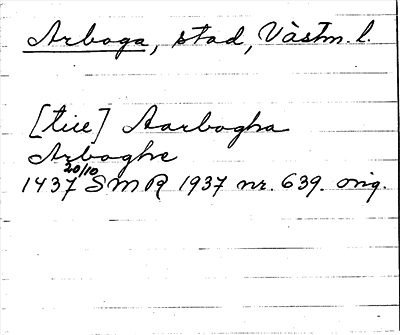 Arboga, stad, Västm. l.
[tiie] Aarbogha
Arboghe
1437 20/10 SMR 1937 nr. 639. orig.